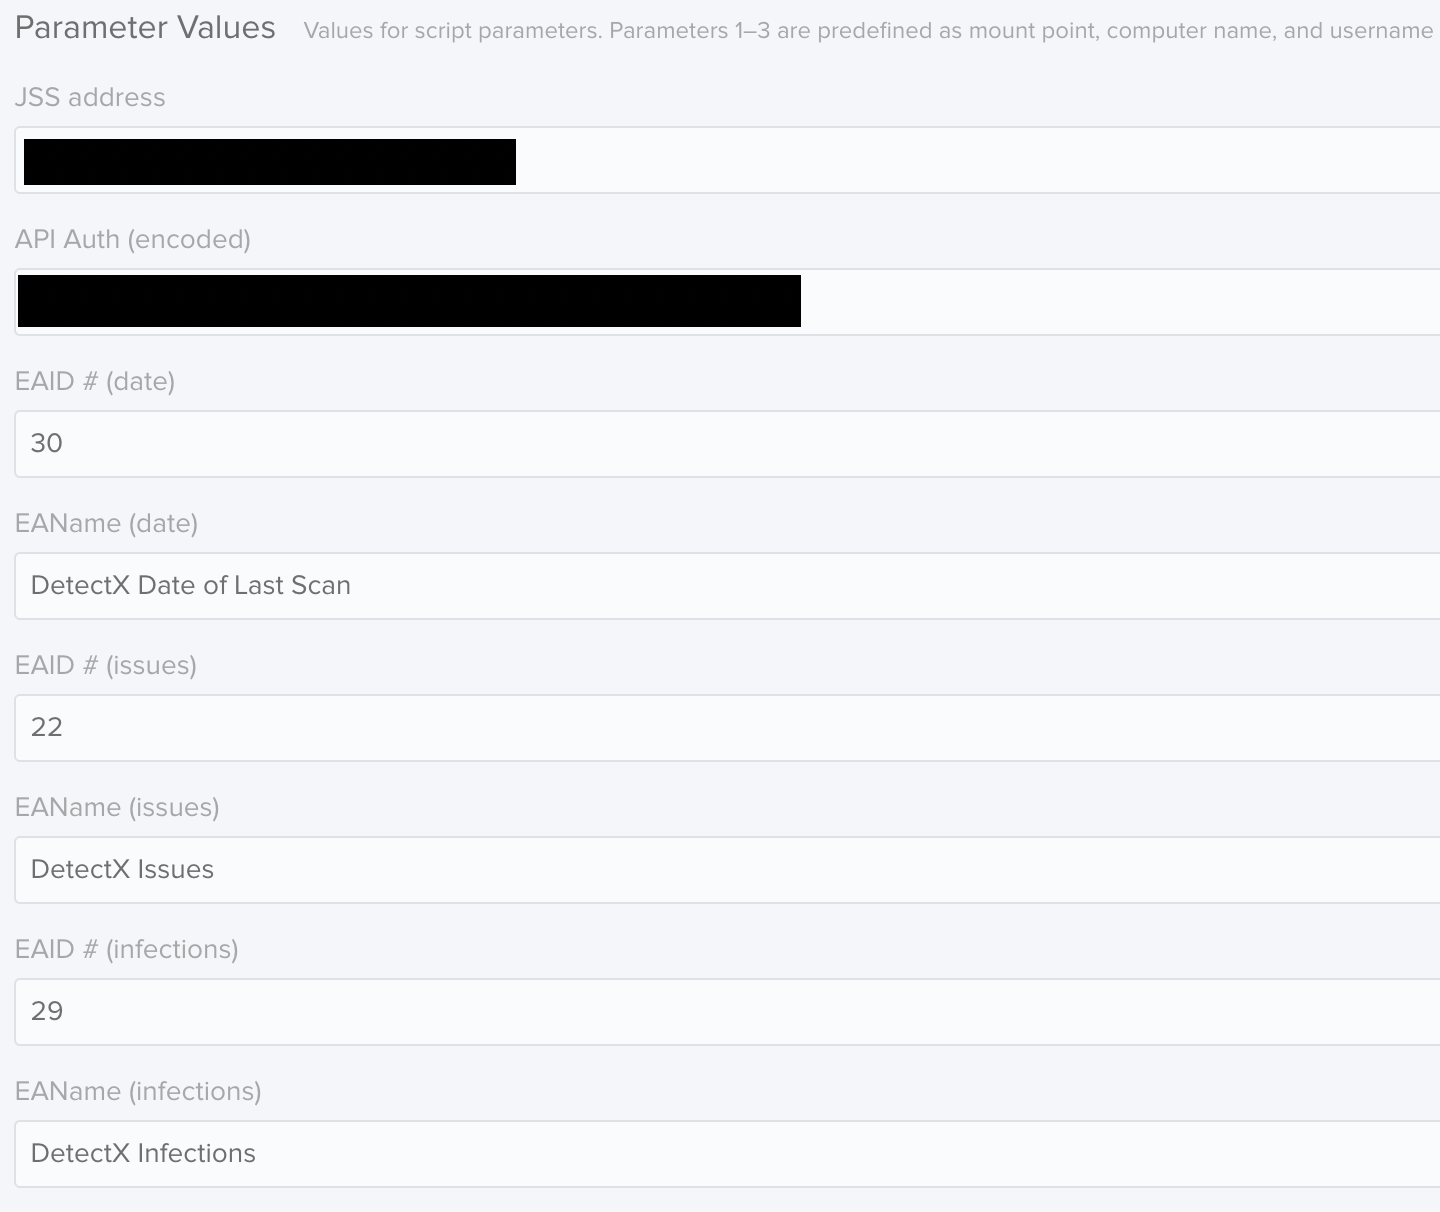 Parameter Values Values for script parameters. Parameters 1–3 are predefined as mount point, computer name, and username
JSS address
API Auth (encoded)
EAID # (date)
30
EAName (date)
DetectX Date of Last Scan
EAID # (issues)
22
EAName (issues)
DetectX Issues
EAID # (infections)
29
EAName (infections)
DetectX Infections